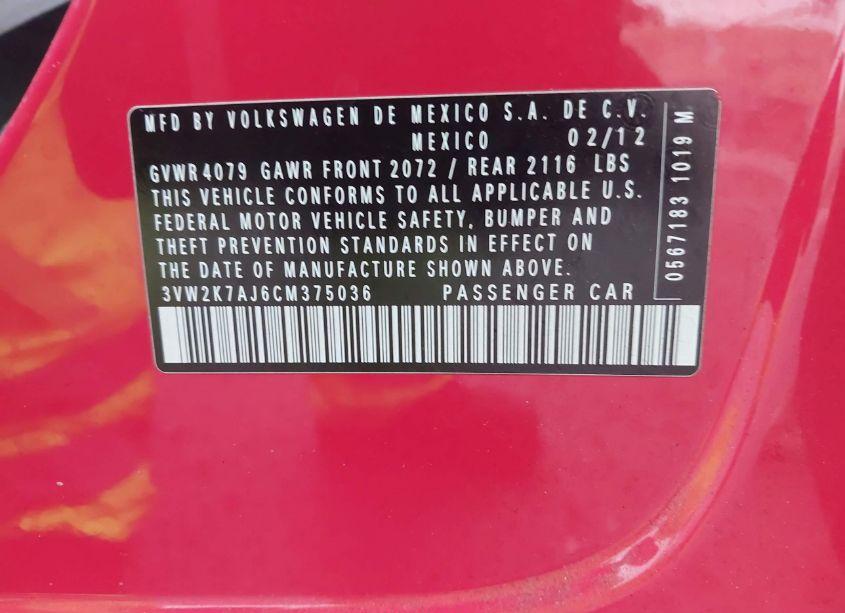 MFD BY VOLKSWAGEN DE MEXICO S.A. DE C.V.
MEXICO 02/12
GVWR 4079 GAWR FRONT 2072 / REAR 2116 LBS
THIS VEHICLE CONFORMS TO ALL APPLICABLE U.S.
FEDERAL MOTOR VEHICLE SAFETY, BUMPER AND
THEFT PREVENTION STANDARDS IN EFFECT ON
THE DATE OF MANUFACTURE SHOWN ABOVE.
3VW2K7AJ6CM375036 PASSENGER CAR
0567183 1019 M